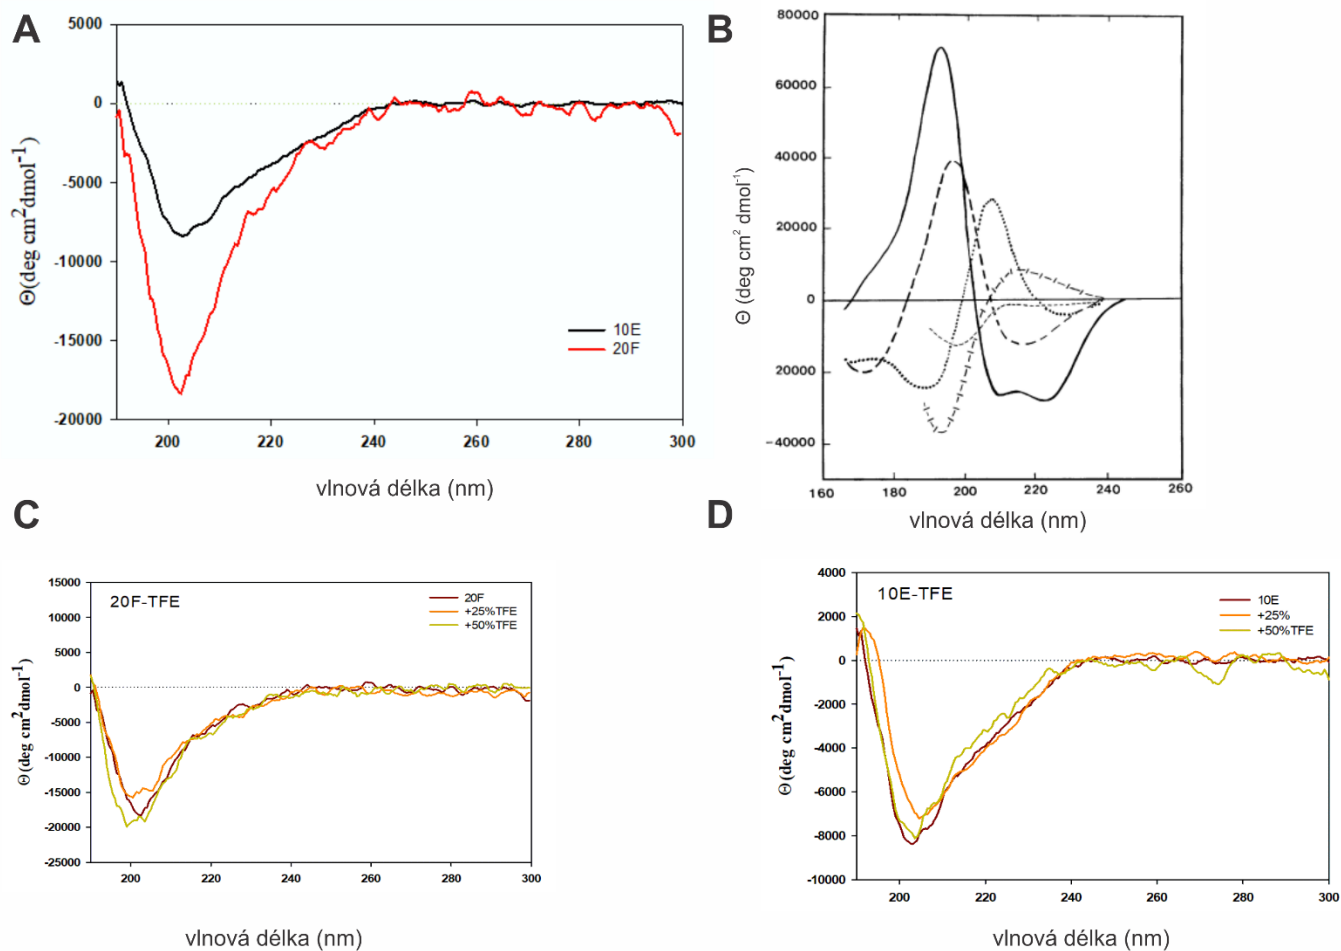 A
5000
0
-5000
-10000
-15000
-20000
Θ(deg cm²dmol⁻¹)
10E
20F
200 220 240 260 280 300
vlnová délka (nm)
B
80000
60000
40000
20000
0
20000
-40000
Θ (deg cm² dmol⁻¹)
160 180 200 220 240 260
vlnová délka (nm)
C
15000
10000
5000
0
-5000
-10000
-15000
-20000
-25000
Θ(deg cm²dmol⁻¹)
20F-TFE
20F
+25%TFE
+50%TFE
200 220 240 260 280 300
vlnová délka (nm)
D
4000
2000
0
-2000
-4000
-6000
-8000
-10000
Θ(deg cm²dmol⁻¹)
10E-TFE
10E
+25%
+50%TFE
200 220 240 260 280 300
vlnová délka (nm)